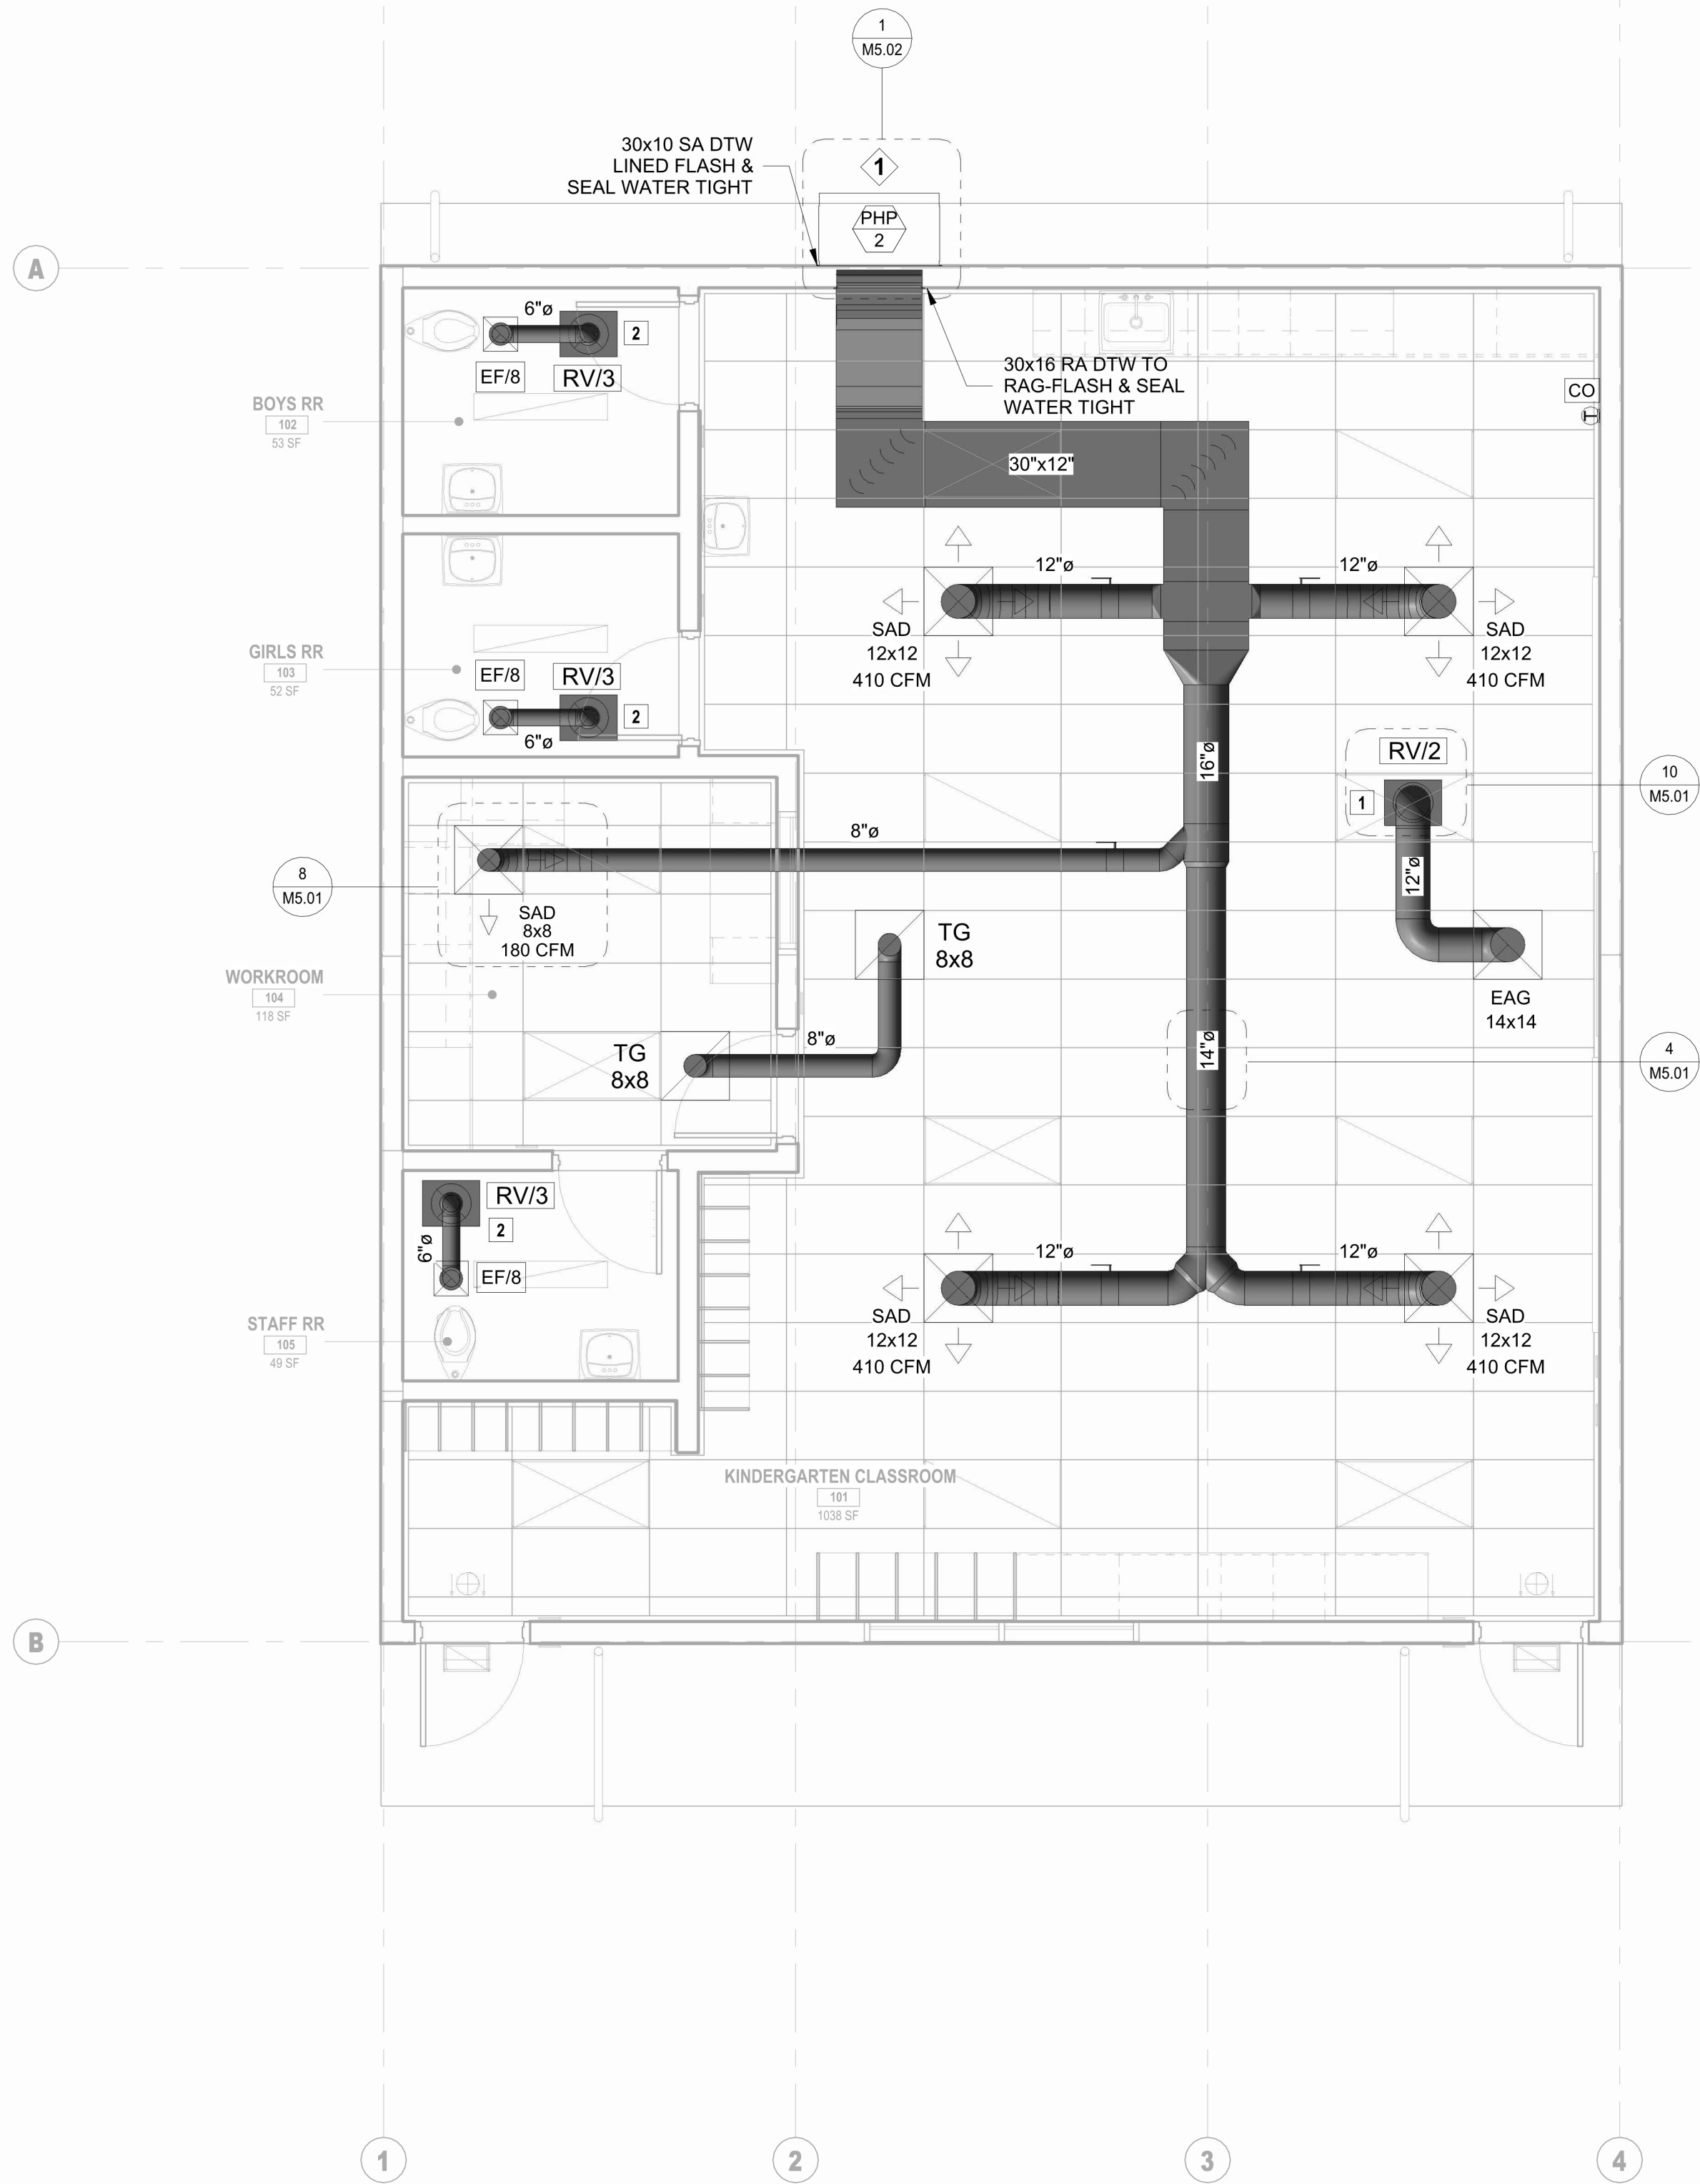 1
M5.02
30x10 SA DTW
LINED FLASH &
SEAL WATER TIGHT
1
PHP
2
A
6"ø
2
EF/8
RV/3
30x16 RA DTW TO
RAG-FLASH & SEAL
WATER TIGHT
CO
T
BOYS RR
102
53 SF
30"x12"
12"ø
12"ø
SAD
12x12
410 CFM
SAD
12x12
410 CFM
GIRLS RR
103
52 SF
EF/8
RV/3
2
6"ø
16"ø
RV/2
1
10
M5.01
8"ø
12"ø
8
M5.01
SAD
8x8
180 CFM
TG
8x8
EAG
14x14
WORKROOM
104
118 SF
TG
8x8
8"ø
14"ø
4
M5.01
RV/3
2
6"ø
EF/8
12"ø
12"ø
STAFF RR
105
49 SF
SAD
12x12
410 CFM
SAD
12x12
410 CFM
KINDERGARTEN CLASSROOM
101
1038 SF
B
1
2
3
4